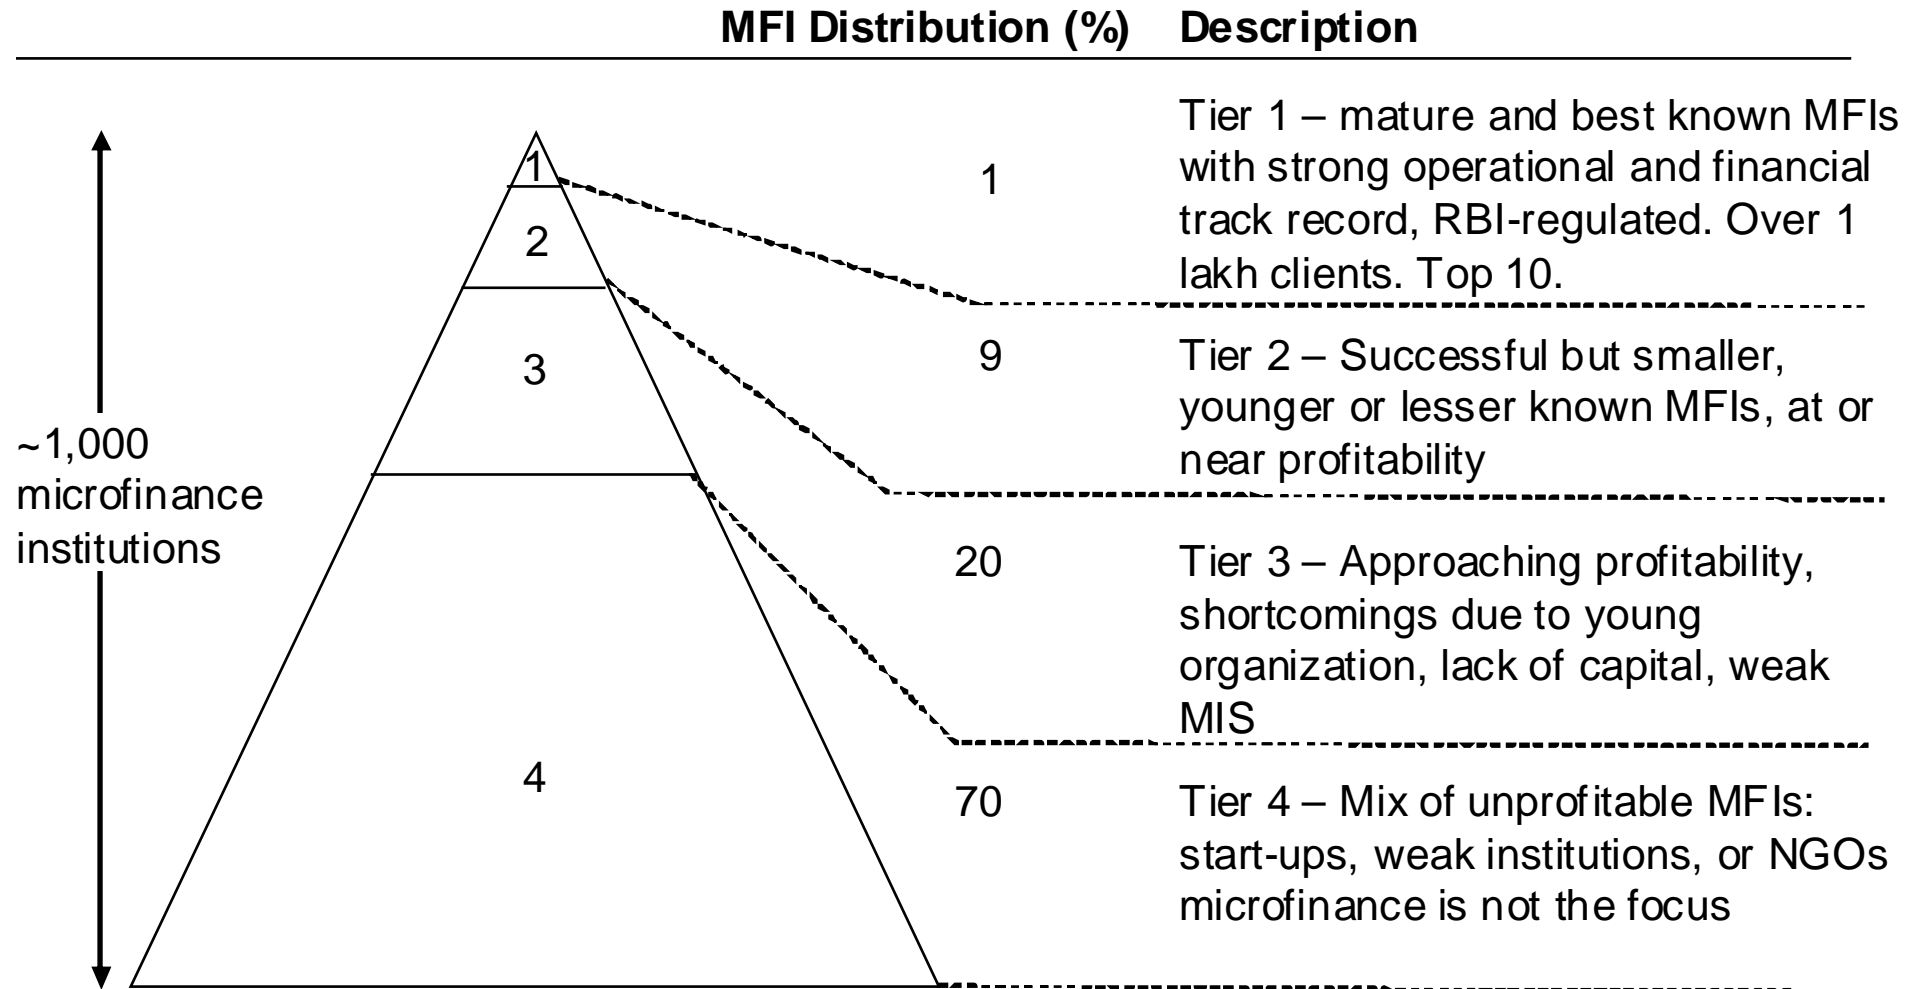 MFI Distribution (%) Description
~1,000
microfinance
institutions
1
2
3
4
1
Tier 1 – mature and best known MFIs
with strong operational and financial
track record, RBI-regulated. Over 1
lakh clients. Top 10.
9
Tier 2 – Successful but smaller,
younger or lesser known MFIs, at or
near profitability
20
Tier 3 – Approaching profitability,
shortcomings due to young
organization, lack of capital, weak
MIS
70
Tier 4 – Mix of unprofitable MFIs:
start-ups, weak institutions, or NGOs
microfinance is not the focus